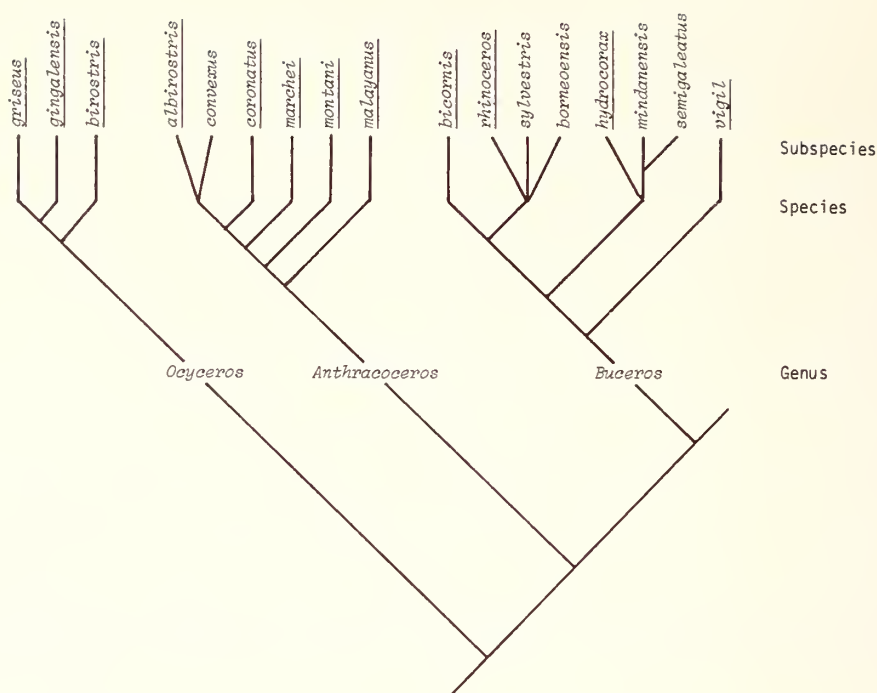 griseus
gingalensis
birostris
albirostris
convexus
coronatus
marchei
montani
malayanus
bicornis
rhinoceros
sylvestris
borneoensis
hydrocorax
mindanensis
semigaleatus
vigil
Subspecies
Species
Ocyceros
Anthracoceros
Buceros
Genus